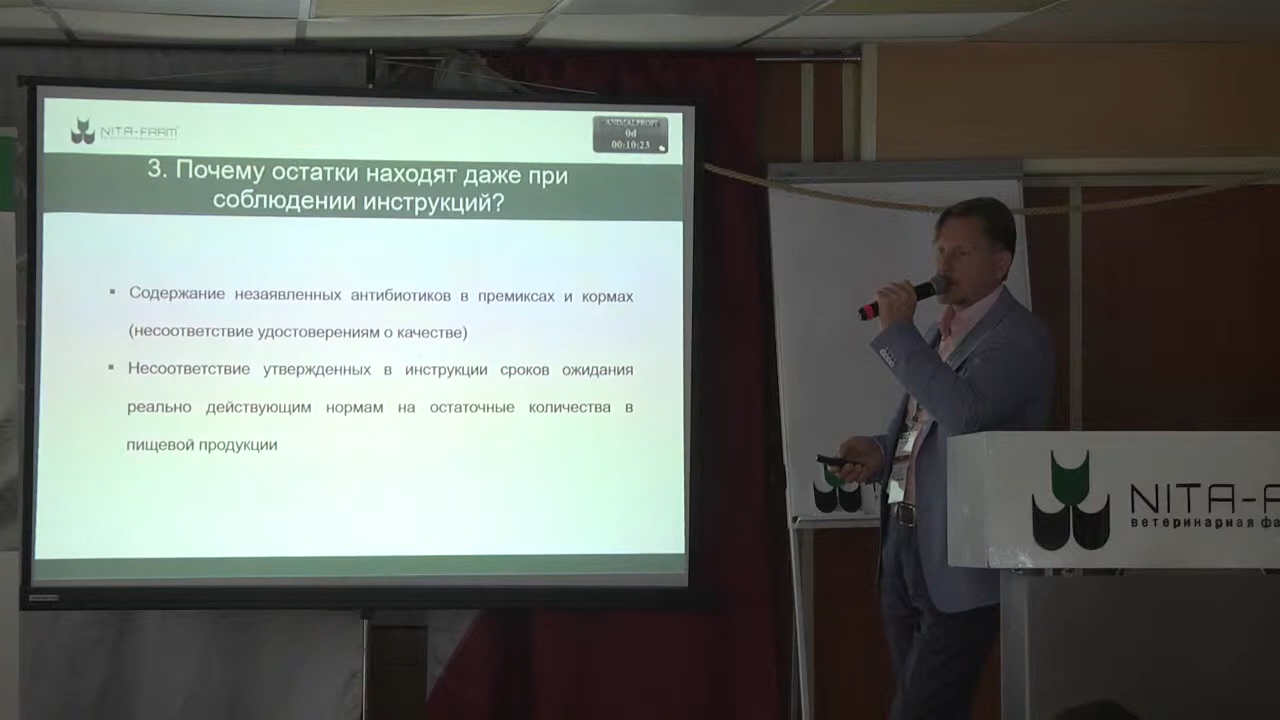 NITA-FARM
ANIMALPROFI
0d
00:10:23
3. Почему остатки находят даже при
соблюдении инструкций?
▪ Содержание незаявленных антибиотиков в премиксах и кормах
(несоответствие удостоверениям о качестве)
▪ Несоответствие утвержденных в инструкции сроков ожидания
реально действующим нормам на остаточные количества в
пищевой продукции
NITA-FA
ветеринарная фа